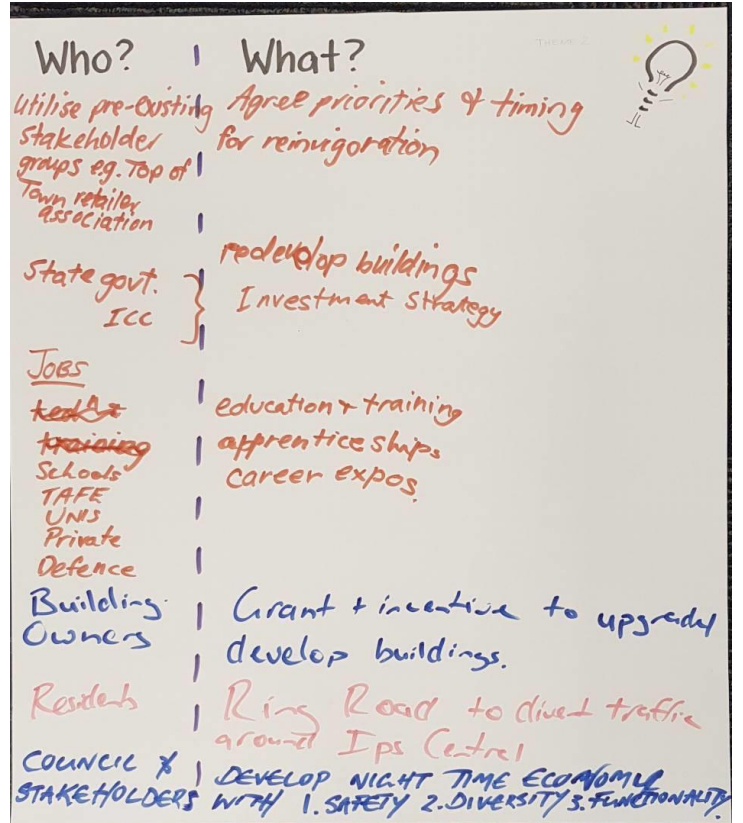 Who? What?
THEME 2
utilise pre-existing Agree priorities & timing
stakeholder for reinvigoration
groups e.g. Top of
Town retailer
association
redevelop buildings
State govt. Investment Strategy
ICC
JOBS
education + training
training apprenticeships
Schools career expos.
TAFE
UNIS
Private
Defence
Building Grant + incentive to upgrade/
Owners develop buildings.
Residents Ring Road to divert traffic
around Ips Central
COUNCIL & DEVELOP NIGHT TIME ECONOMY
STAKEHOLDERS WITH 1. SAFETY 2. DIVERSITY 3. FUNCTIONALITY.